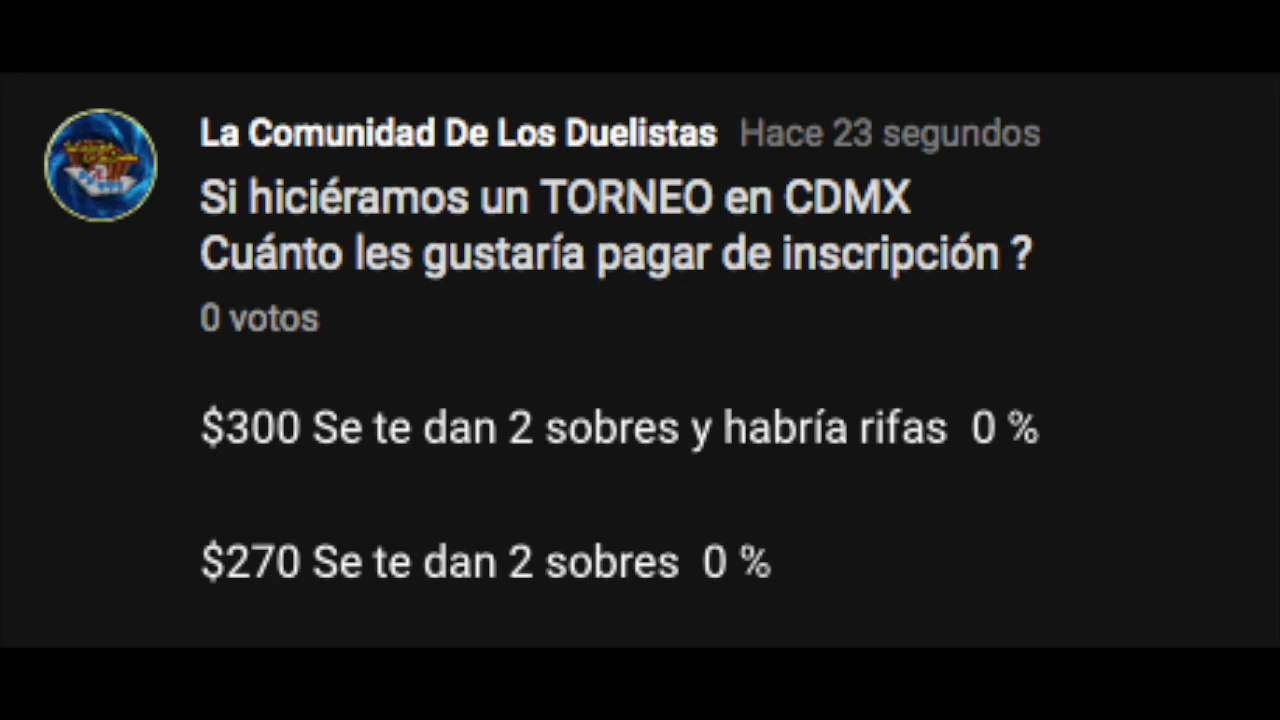 La Comunidad De Los Duelistas Hace 23 segundos
Si hiciéramos un TORNEO en CDMX
Cuánto les gustaría pagar de inscripción ?
0 votos
$300 Se te dan 2 sobres y habría rifas 0 %
$270 Se te dan 2 sobres 0 %